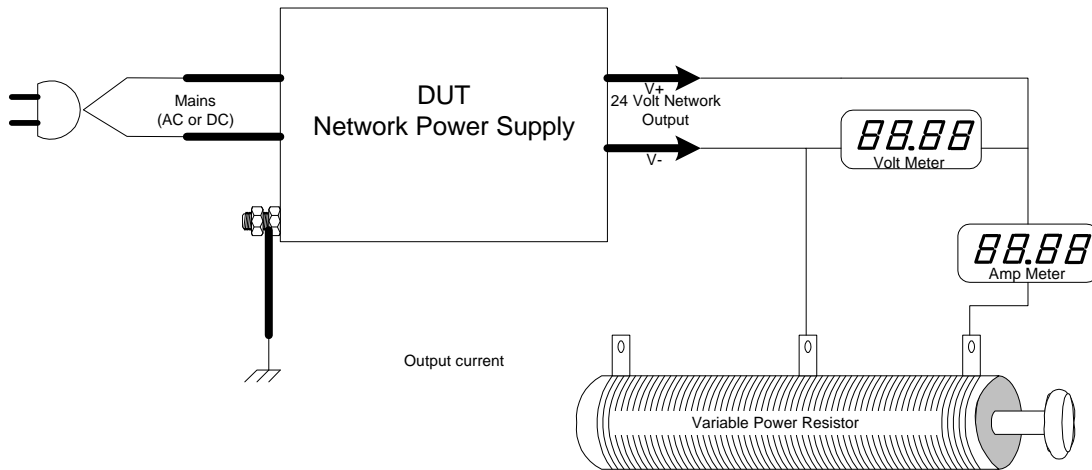 DUT
Network Power Supply
Mains
(AC or DC)
V+
24 Volt Network
Output
V-
88.88
Volt Meter
88.88
Amp Meter
Output current
Variable Power Resistor